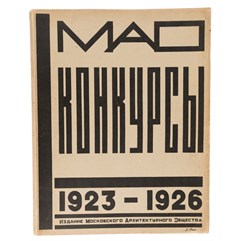 МАО
КОНКУРСЫ
1923-1926
Издание Московского Архитектурного Общества